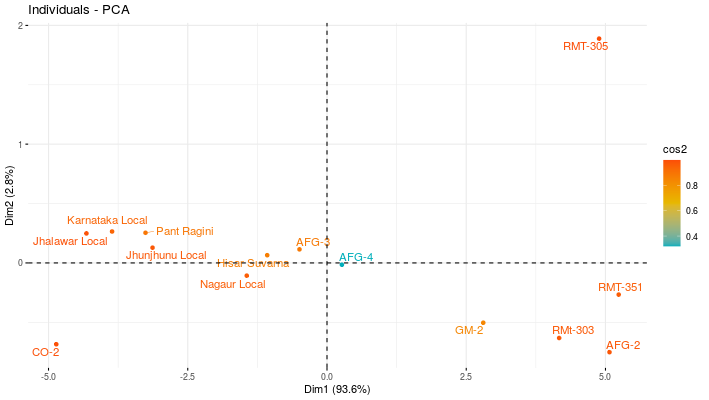 Individuals - PCA
2
RMT-305
cos2
0.8
0.6
0.4
1
Dim2 (2.8%)
Karnataka Local
Pant Ragini
Jhalawar Local
Jhunjhunu Local
AFG-3
Hisar Suvarna
AFG-4
0
Nagaur Local
RMT-351
GM-2
RMt-303
AFG-2
CO-2
-5.0
-2.5
0.0
2.5
5.0
Dim1 (93.6%)